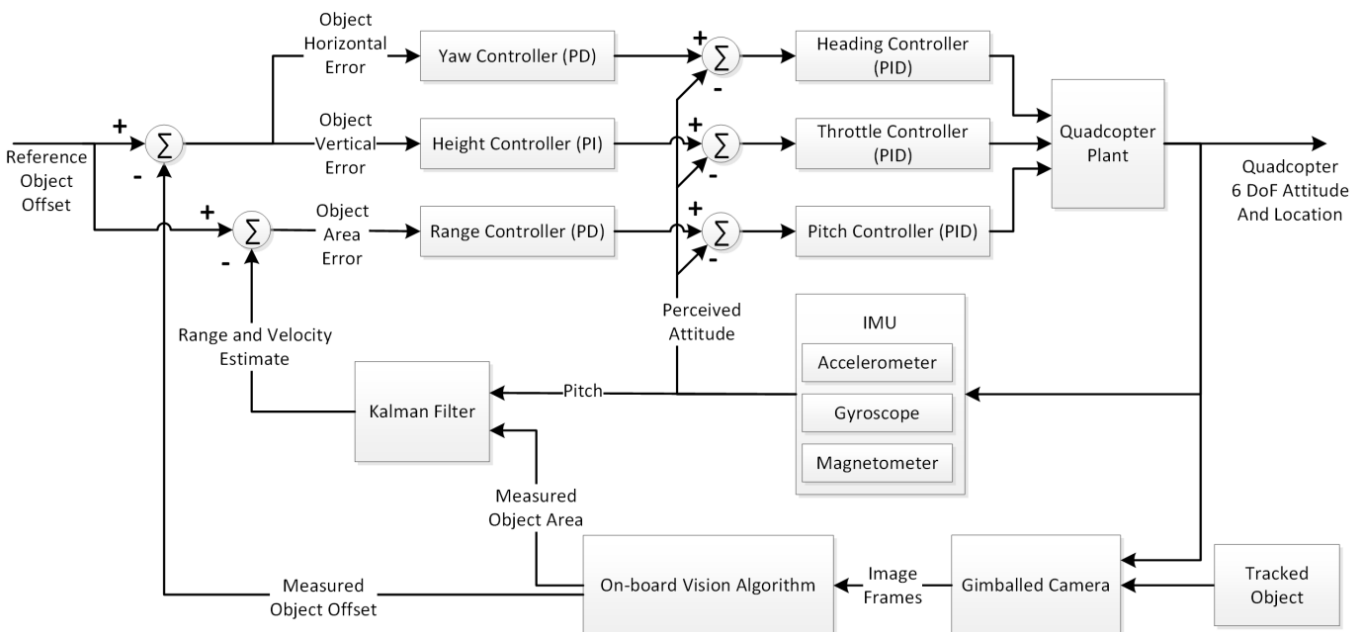 Object
Horizontal
Error
Yaw Controller (PD)
+
Σ
-
Heading Controller
(PID)
Reference
Object
Offset
+
Σ
-
Object
Vertical
Error
Height Controller (PI)
+
Σ
-
Throttle Controller
(PID)
Quadcopter
Plant
Quadcopter
6 DoF Attitude
And Location
+
Σ
-
Object
Area
Error
Range Controller (PD)
+
Σ
-
Pitch Controller (PID)
Range and Velocity
Estimate
Perceived
Attitude
IMU
Accelerometer
Gyroscope
Magnetometer
Kalman Filter
Pitch
Measured
Object Area
Measured
Object Offset
On-board Vision Algorithm
Image
Frames
Gimballed Camera
Tracked
Object